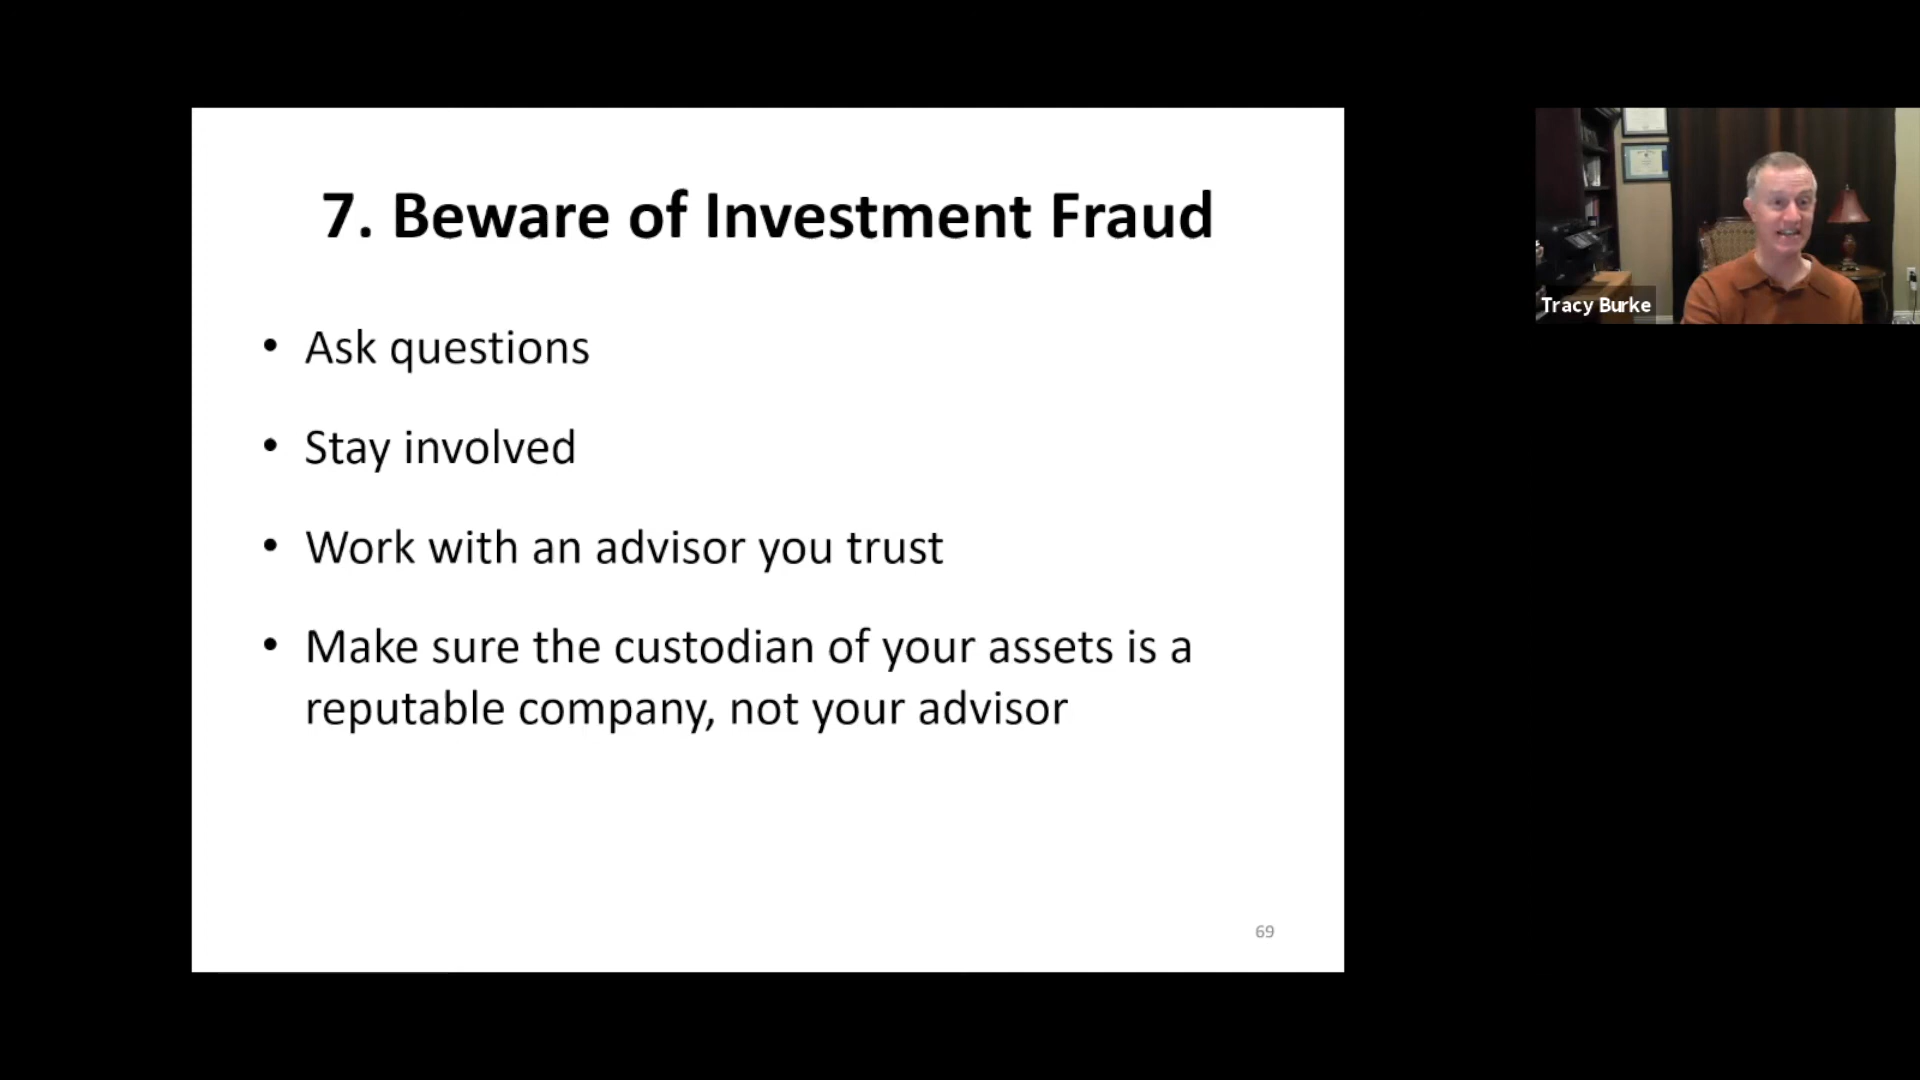 7. Beware of Investment Fraud
• Ask questions
• Stay involved
• Work with an advisor you trust
• Make sure the custodian of your assets is a
reputable company, not your advisor
69
Tracy Burke